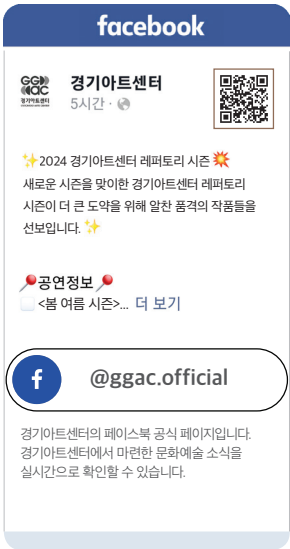 facebook
GGAC
경기아트센터
경기아트센터
5시간 ·
✨2024 경기아트센터 레퍼토리 시즌 💥
새로운 시즌을 맞이한 경기아트센터 레퍼토리
시즌이 더 큰 도약을 위해 알찬 품격의 작품들을
선보입니다. ✨
📍공연정보📍
<봄 여름 시즌>... 더 보기
f @ggac.official
경기아트센터의 페이스북 공식 페이지입니다.
경기아트센터에서 마련한 문화예술 소식을
실시간으로 확인할 수 있습니다.